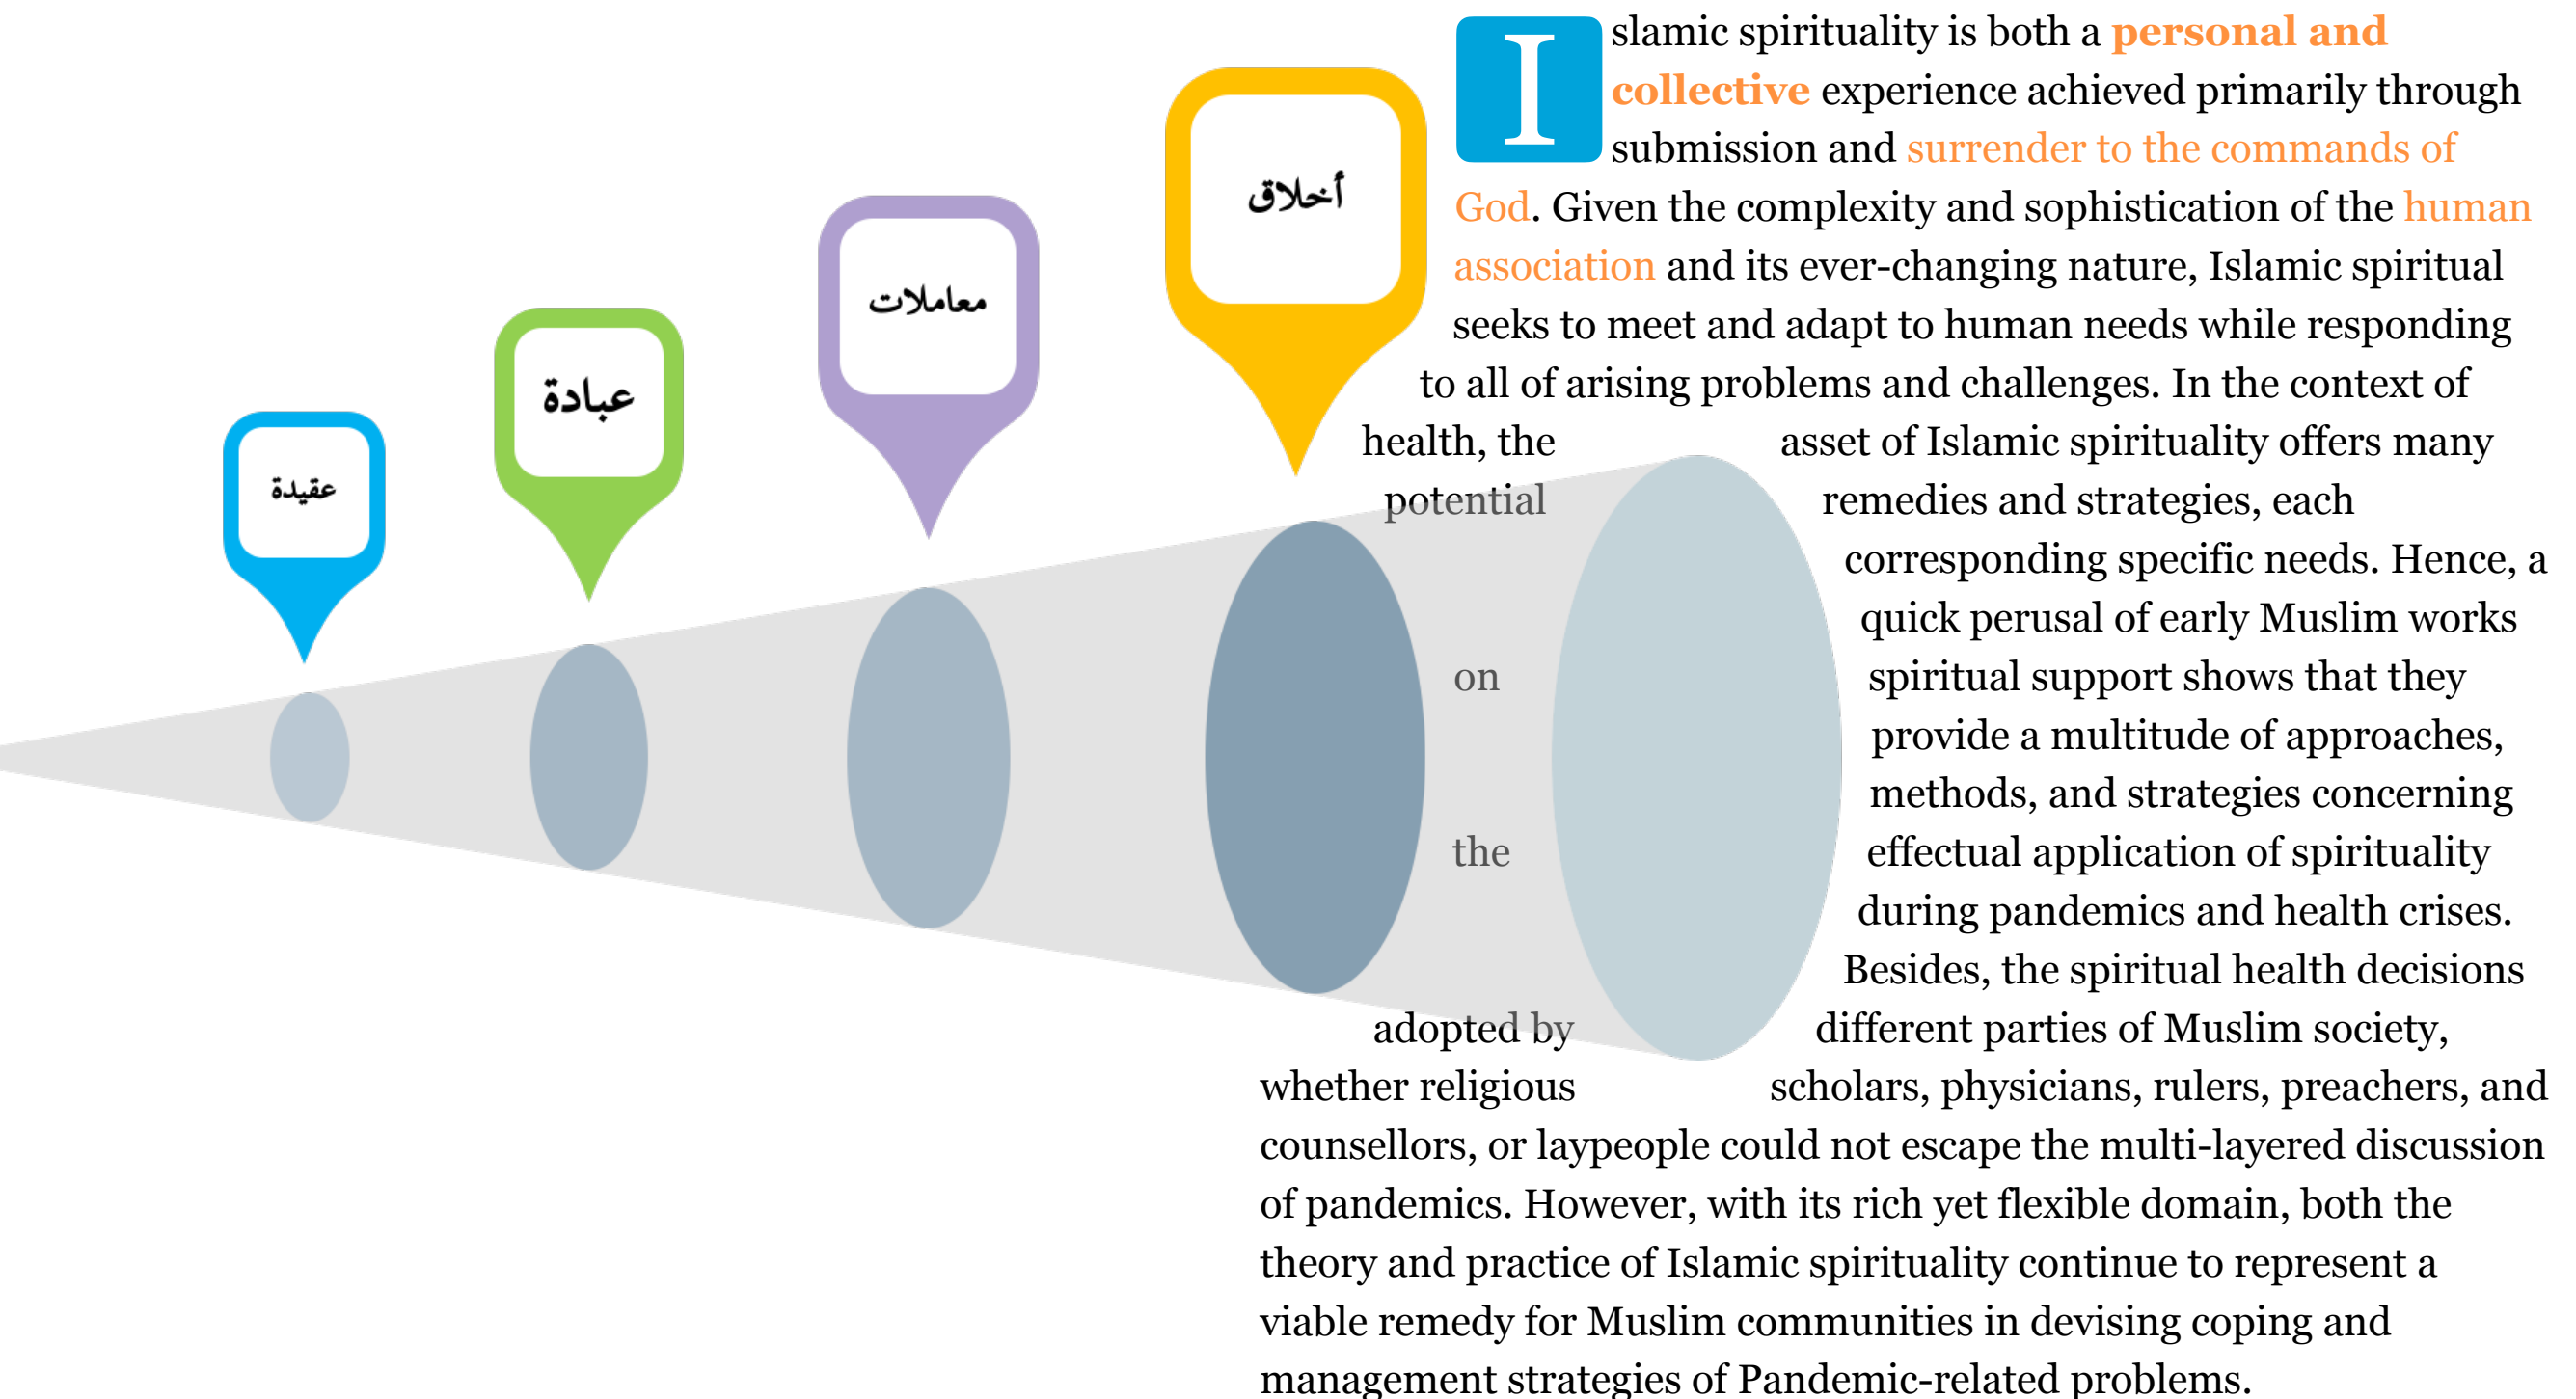 عقيدة
عبادة
معاملات
أخلاق
Islamic spirituality is both a personal and
collective experience achieved primarily through
submission and surrender to the commands of
God. Given the complexity and sophistication of the human
association and its ever-changing nature, Islamic spiritual
seeks to meet and adapt to human needs while responding
to all of arising problems and challenges. In the context of
health, the asset of Islamic spirituality offers many
potential remedies and strategies, each
corresponding specific needs. Hence, a
quick perusal of early Muslim works
on spiritual support shows that they
provide a multitude of approaches,
methods, and strategies concerning
the effectual application of spirituality
during pandemics and health crises.
Besides, the spiritual health decisions
adopted by different parties of Muslim society,
whether religious scholars, physicians, rulers, preachers, and
counsellors, or laypeople could not escape the multi-layered discussion
of pandemics. However, with its rich yet flexible domain, both the
theory and practice of Islamic spirituality continue to represent a
viable remedy for Muslim communities in devising coping and
management strategies of Pandemic-related problems.